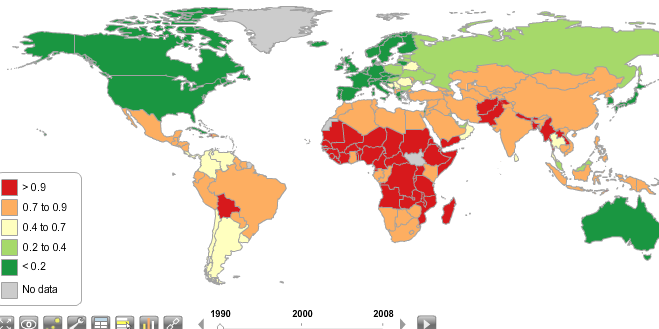 > 0.9
0.7 to 0.9
0.4 to 0.7
0.2 to 0.4
< 0.2
No data
1990 2000 2008